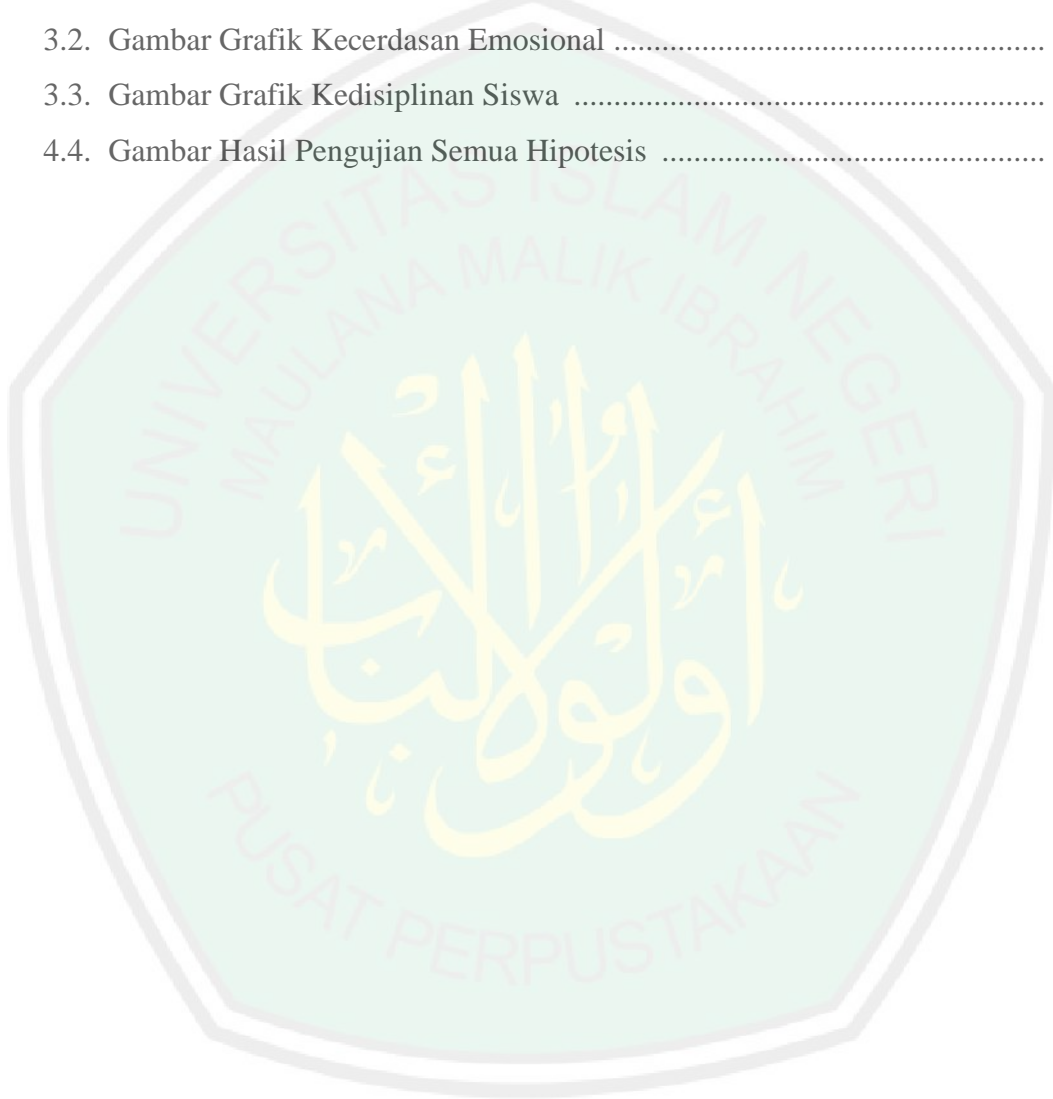 3.2. Gambar Grafik Kecerdasan Emosional ......................................................
3.3. Gambar Grafik Kedisiplinan Siswa ...........................................................
4.4. Gambar Hasil Pengujian Semua Hipotesis ................................................
UNIVERSITAS ISLAM NEGERI
MAULANA MALIK IBRAHIM
أولوا الألباب
PUSAT PERPUSTAKAAN